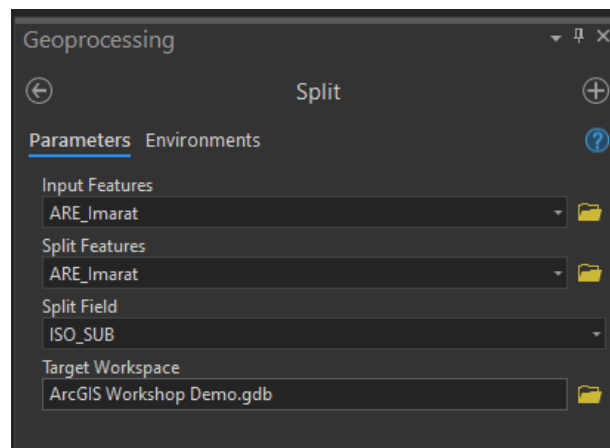 Geoprocessing
Split
Parameters Environments
Input Features
ARE_Imarat
Split Features
ARE_Imarat
Split Field
ISO_SUB
Target Workspace
ArcGIS Workshop Demo.gdb